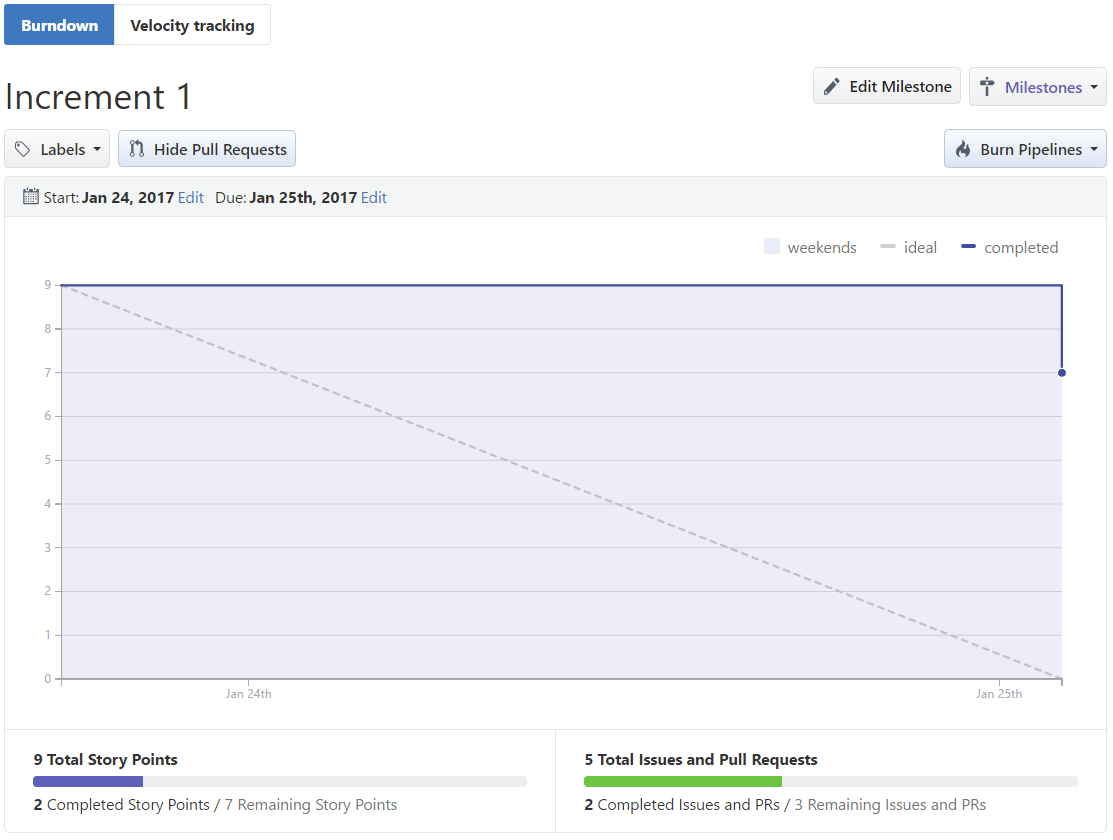 Burndown Velocity tracking
Increment 1
Edit Milestone Milestones
Labels Hide Pull Requests Burn Pipelines
Start: Jan 24, 2017 Edit Due: Jan 25th, 2017 Edit
weekends ideal completed
9
8
7
6
5
4
3
2
1
0
Jan 24th Jan 25th
9 Total Story Points
2 Completed Story Points / 7 Remaining Story Points
5 Total Issues and Pull Requests
2 Completed Issues and PRs / 3 Remaining Issues and PRs